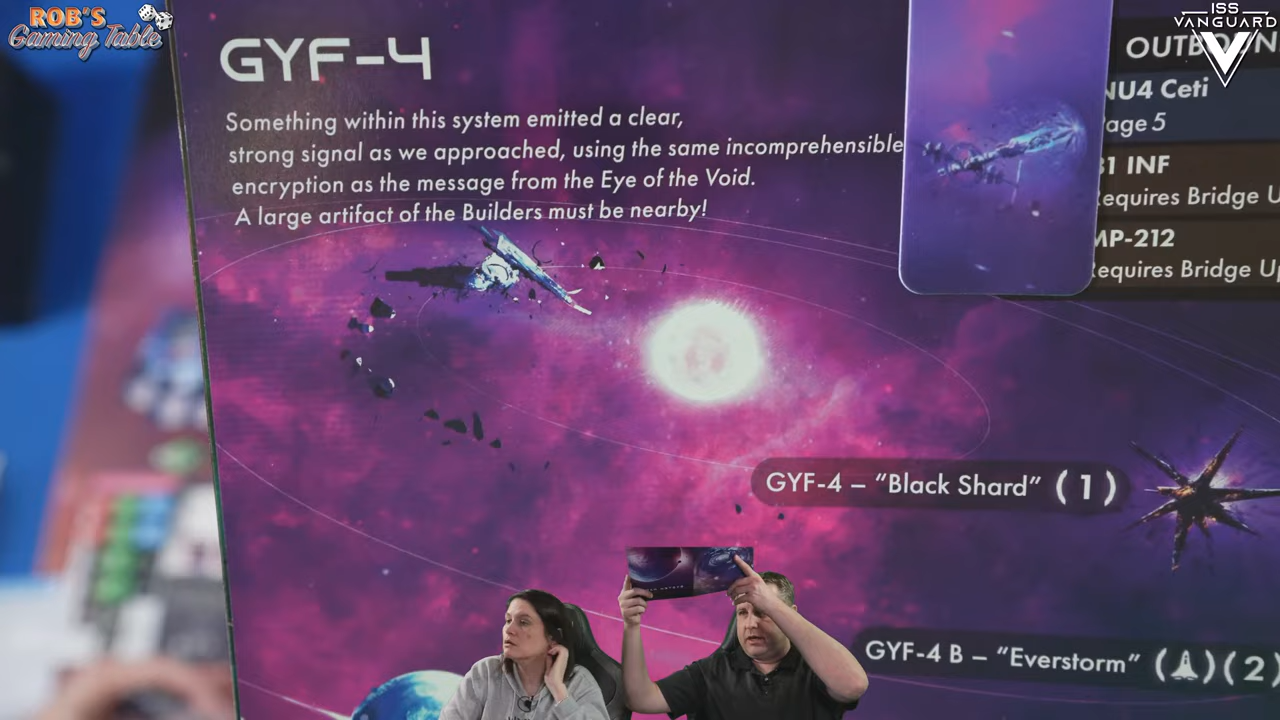 ROB'S
Gaming Table
ISS
VANGUARD
GYF-4
Something within this system emitted a clear,
strong signal as we approached, using the same incomprehensible
encryption as the message from the Eye of the Void.
A large artifact of the Builders must be nearby!
NU4 Ceti
age 5
INF
equires Bridge
MP-212
equires Bridge
GYF-4 – “Black Shard” (1)
GYF-4 B – “Everstorm” ( )(2)